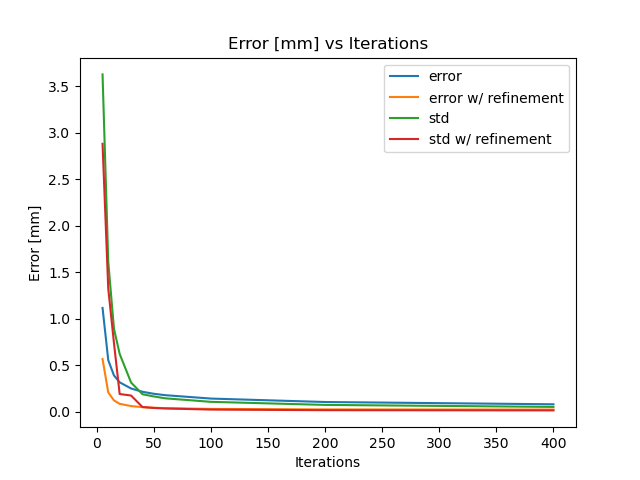 Error [mm] vs Iterations
error
error w/ refinement
std
std w/ refinement
Error [mm]
3.5
3.0
2.5
2.0
1.5
1.0
0.5
0.0
0
50
100
150
200
250
300
350
400
Iterations